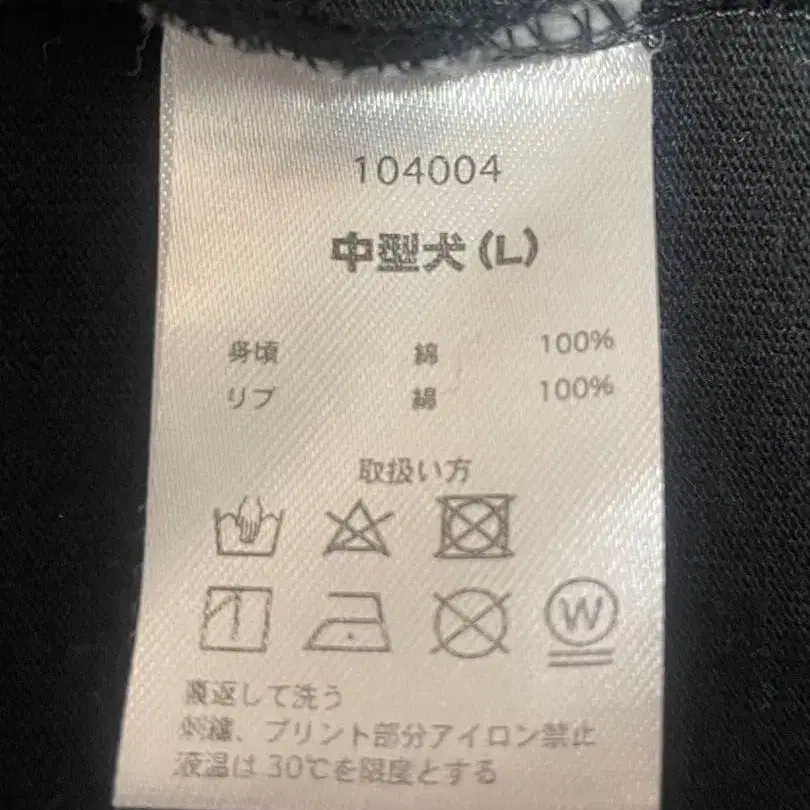 104004
中型犬(L)
身頃 綿 100%
リブ 綿 100%
取扱い方
W
裏返して洗う
刺繍、プリント部分アイロン禁止
液温は30℃を限度とする